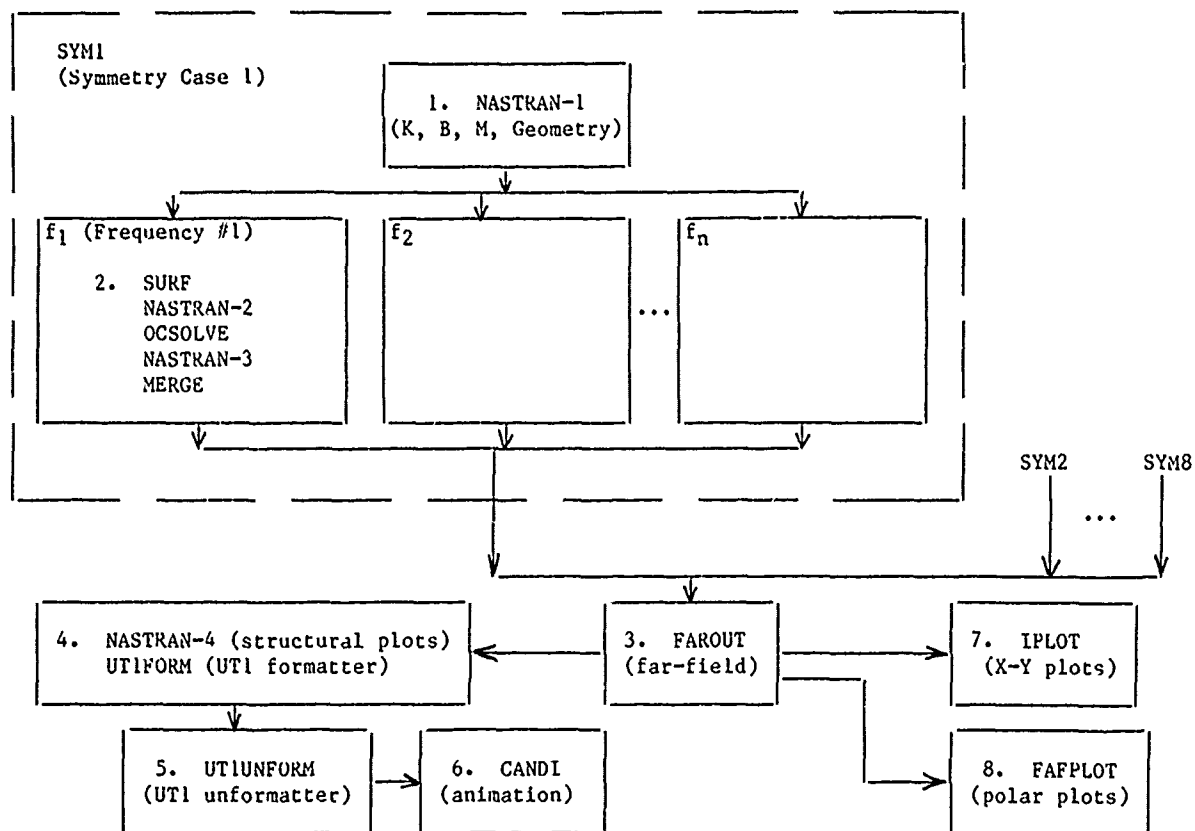 SYM1
(Symmetry Case 1)
1. NASTRAN-1
(K, B, M, Geometry)
f1 (Frequency #1)
2. SURF
NASTRAN-2
OCSOLVE
NASTRAN-3
MERGE
f2
...
fn
SYM2 ... SYM8
4. NASTRAN-4 (structural plots)
UT1FORM (UT1 formatter)
3. FAROUT
(far-field)
7. IPLOT
(X-Y plots)
5. UT1UNFORM
(UT1 unformatter)
6. CANDI
(animation)
8. FAFPLOT
(polar plots)